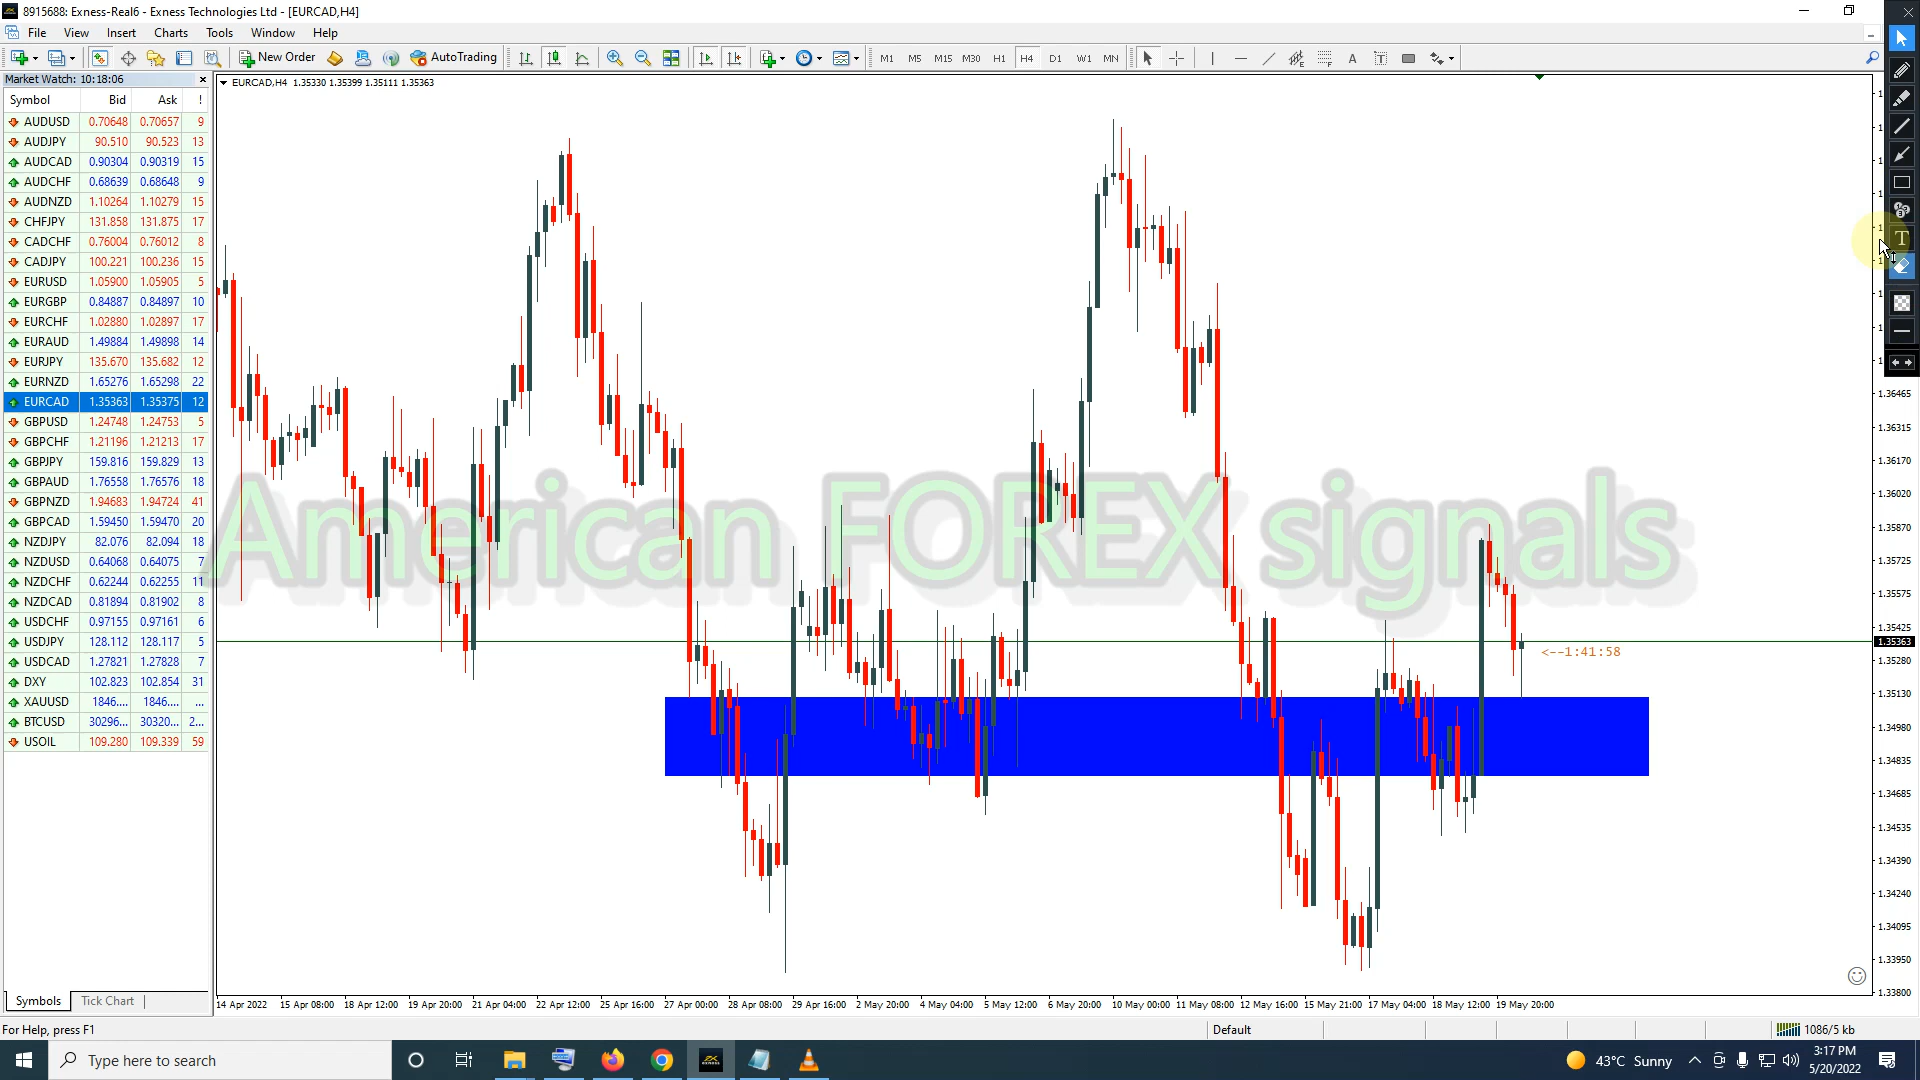 8915688: Exness-Real6 - Exness Technologies Ltd - [EURCAD,H4]
File View Insert Charts Tools Window Help
New Order AutoTrading M1 M5 M15 M30 H1 H4 D1 W1 MN A T
Market Watch: 10:18:06
Symbol Bid Ask !
AUDUSD 0.70648 0.70657 9
AUDJPY 90.510 90.523 13
AUDCAD 0.90304 0.90319 15
AUDCHF 0.68639 0.68648 9
AUDNZD 1.10264 1.10279 15
CHFJPY 131.858 131.875 17
CADCHF 0.76004 0.76012 8
CADJPY 100.221 100.236 15
EURUSD 1.05900 1.05905 5
EURGBP 0.84887 0.84897 10
EURCHF 1.02880 1.02897 17
EURAUD 1.49884 1.49898 14
EURJPY 135.670 135.682 12
EURNZD 1.65276 1.65298 22
EURCAD 1.35363 1.35375 12
GBPUSD 1.24748 1.24753 5
GBPCHF 1.21196 1.21213 17
GBPJPY 159.816 159.829 13
GBPAUD 1.76558 1.76576 18
GBPNZD 1.94683 1.94724 41
GBPCAD 1.59450 1.59470 20
NZDJPY 82.076 82.094 18
NZDUSD 0.64068 0.64075 7
NZDCHF 0.62244 0.62255 11
NZDCAD 0.81894 0.81902 8
USDCHF 0.97155 0.97161 6
USDJPY 128.112 128.117 5
USDCAD 1.27821 1.27828 7
DXY 102.823 102.854 31
XAUUSD 1846.... 1846.... ...
BTCUSD 30296... 30320... 2...
USOIL 109.280 109.339 59
Symbols Tick Chart
EURCAD,H4 1.35330 1.35399 1.35111 1.35363
American FOREX signals
<--1:41:58
T
1.36465
1.36315
1.36170
1.36020
1.35870
1.35725
1.35575
1.35425
1.35363
1.35280
1.35130
1.34980
1.34835
1.34685
1.34535
1.34390
1.34240
1.34095
1.33950
1.33800
14 Apr 2022 15 Apr 08:00 18 Apr 12:00 19 Apr 20:00 21 Apr 04:00 22 Apr 12:00 25 Apr 16:00 27 Apr 00:00 28 Apr 08:00 29 Apr 16:00 2 May 20:00 4 May 04:00 5 May 12:00 6 May 20:00 10 May 00:00 11 May 08:00 12 May 16:00 15 May 21:00 17 May 04:00 18 May 12:00 19 May 20:00
For Help, press F1 Default 1086/5 kb
Type here to search
exness
43°C Sunny
3:17 PM
5/20/2022